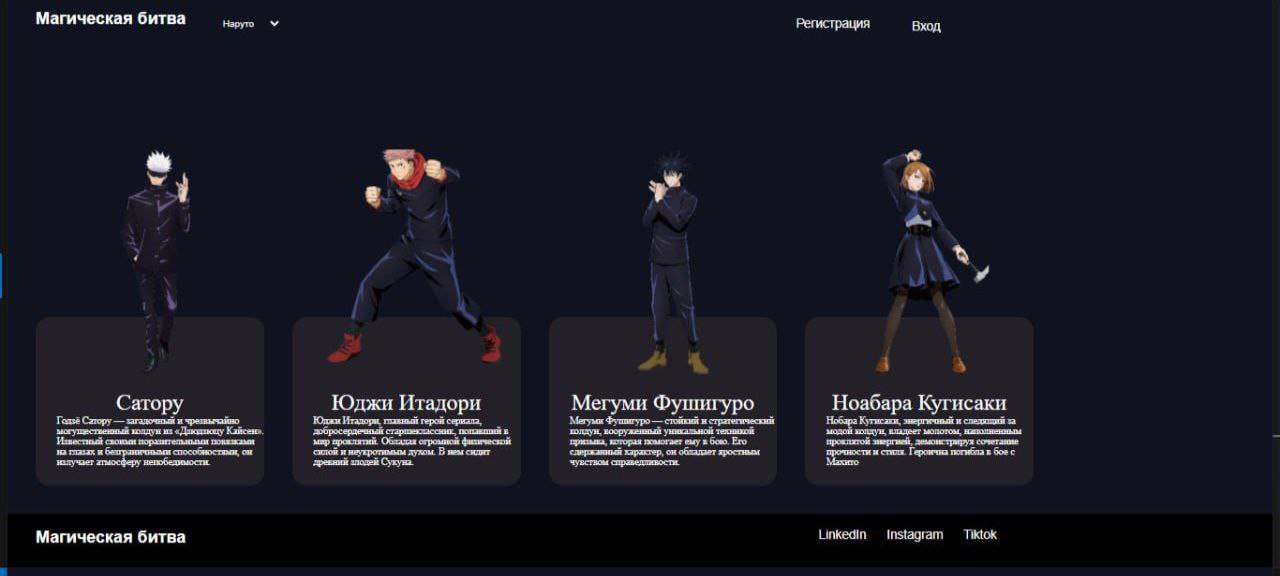 Магическая битва
Наруто
Регистрация
Вход
Сатору
Годзё Сатору — загадочный и чрезвычайно
могущественный колдун из «Дзюдзюцу Кайсен».
Известный своими поразительными повязками
на глазах и безграничными способностями, он
излучает атмосферу непобедимости.
Юджи Итадори
Юджи Итадори, главный герой сериала,
добросердечный старшеклассник, попавший в
мир проклятий. Обладая огромной физической
силой и неукротимым духом. В нем сидит
древний злодей Сукуна.
Мегуми Фушигуро
Мегуми Фушигуро — стойкий и стратегический
колдун, вооруженный уникальной техникой
призыва, которая помогает ему в бою. Его
сдержанный характер, он обладает яростным
чувством справедливости.
Ноабара Кугисаки
Нобара Кугисаки, энергичный и следящий за
модой колдун, владеет молотом, наполненным
проклятой энергией, демонстрируя сочетание
прочности и стиля. Героична погибла в бое с
Махито
Магическая битва
LinkedIn
Instagram
Tiktok